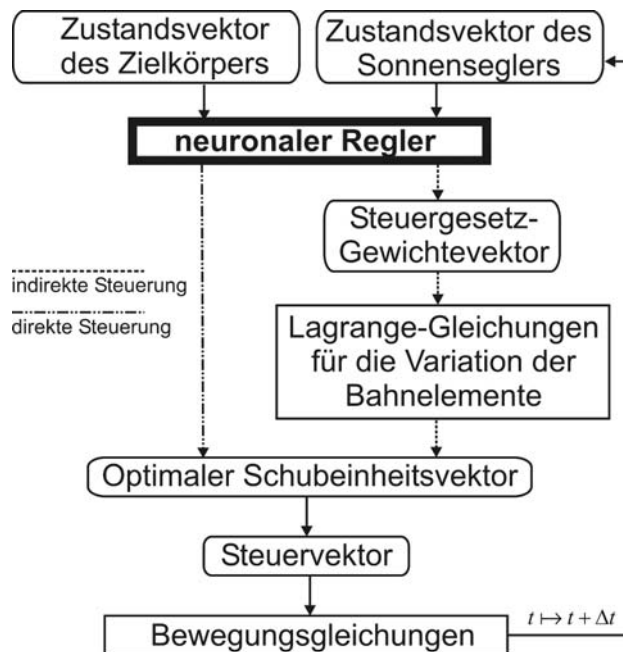 Zustandsvektor
des Zielkörpers
Zustandsvektor des
Sonnenseglers
neuronaler Regler
Steuergesetz-
Gewichtevektor
indirekte Steuerung
direkte Steuerung
Lagrange-Gleichungen
für die Variation der
Bahnelemente
Optimaler Schubeinheitsvektor
Steuervektor
t ↦ t + Δt
Bewegungsgleichungen